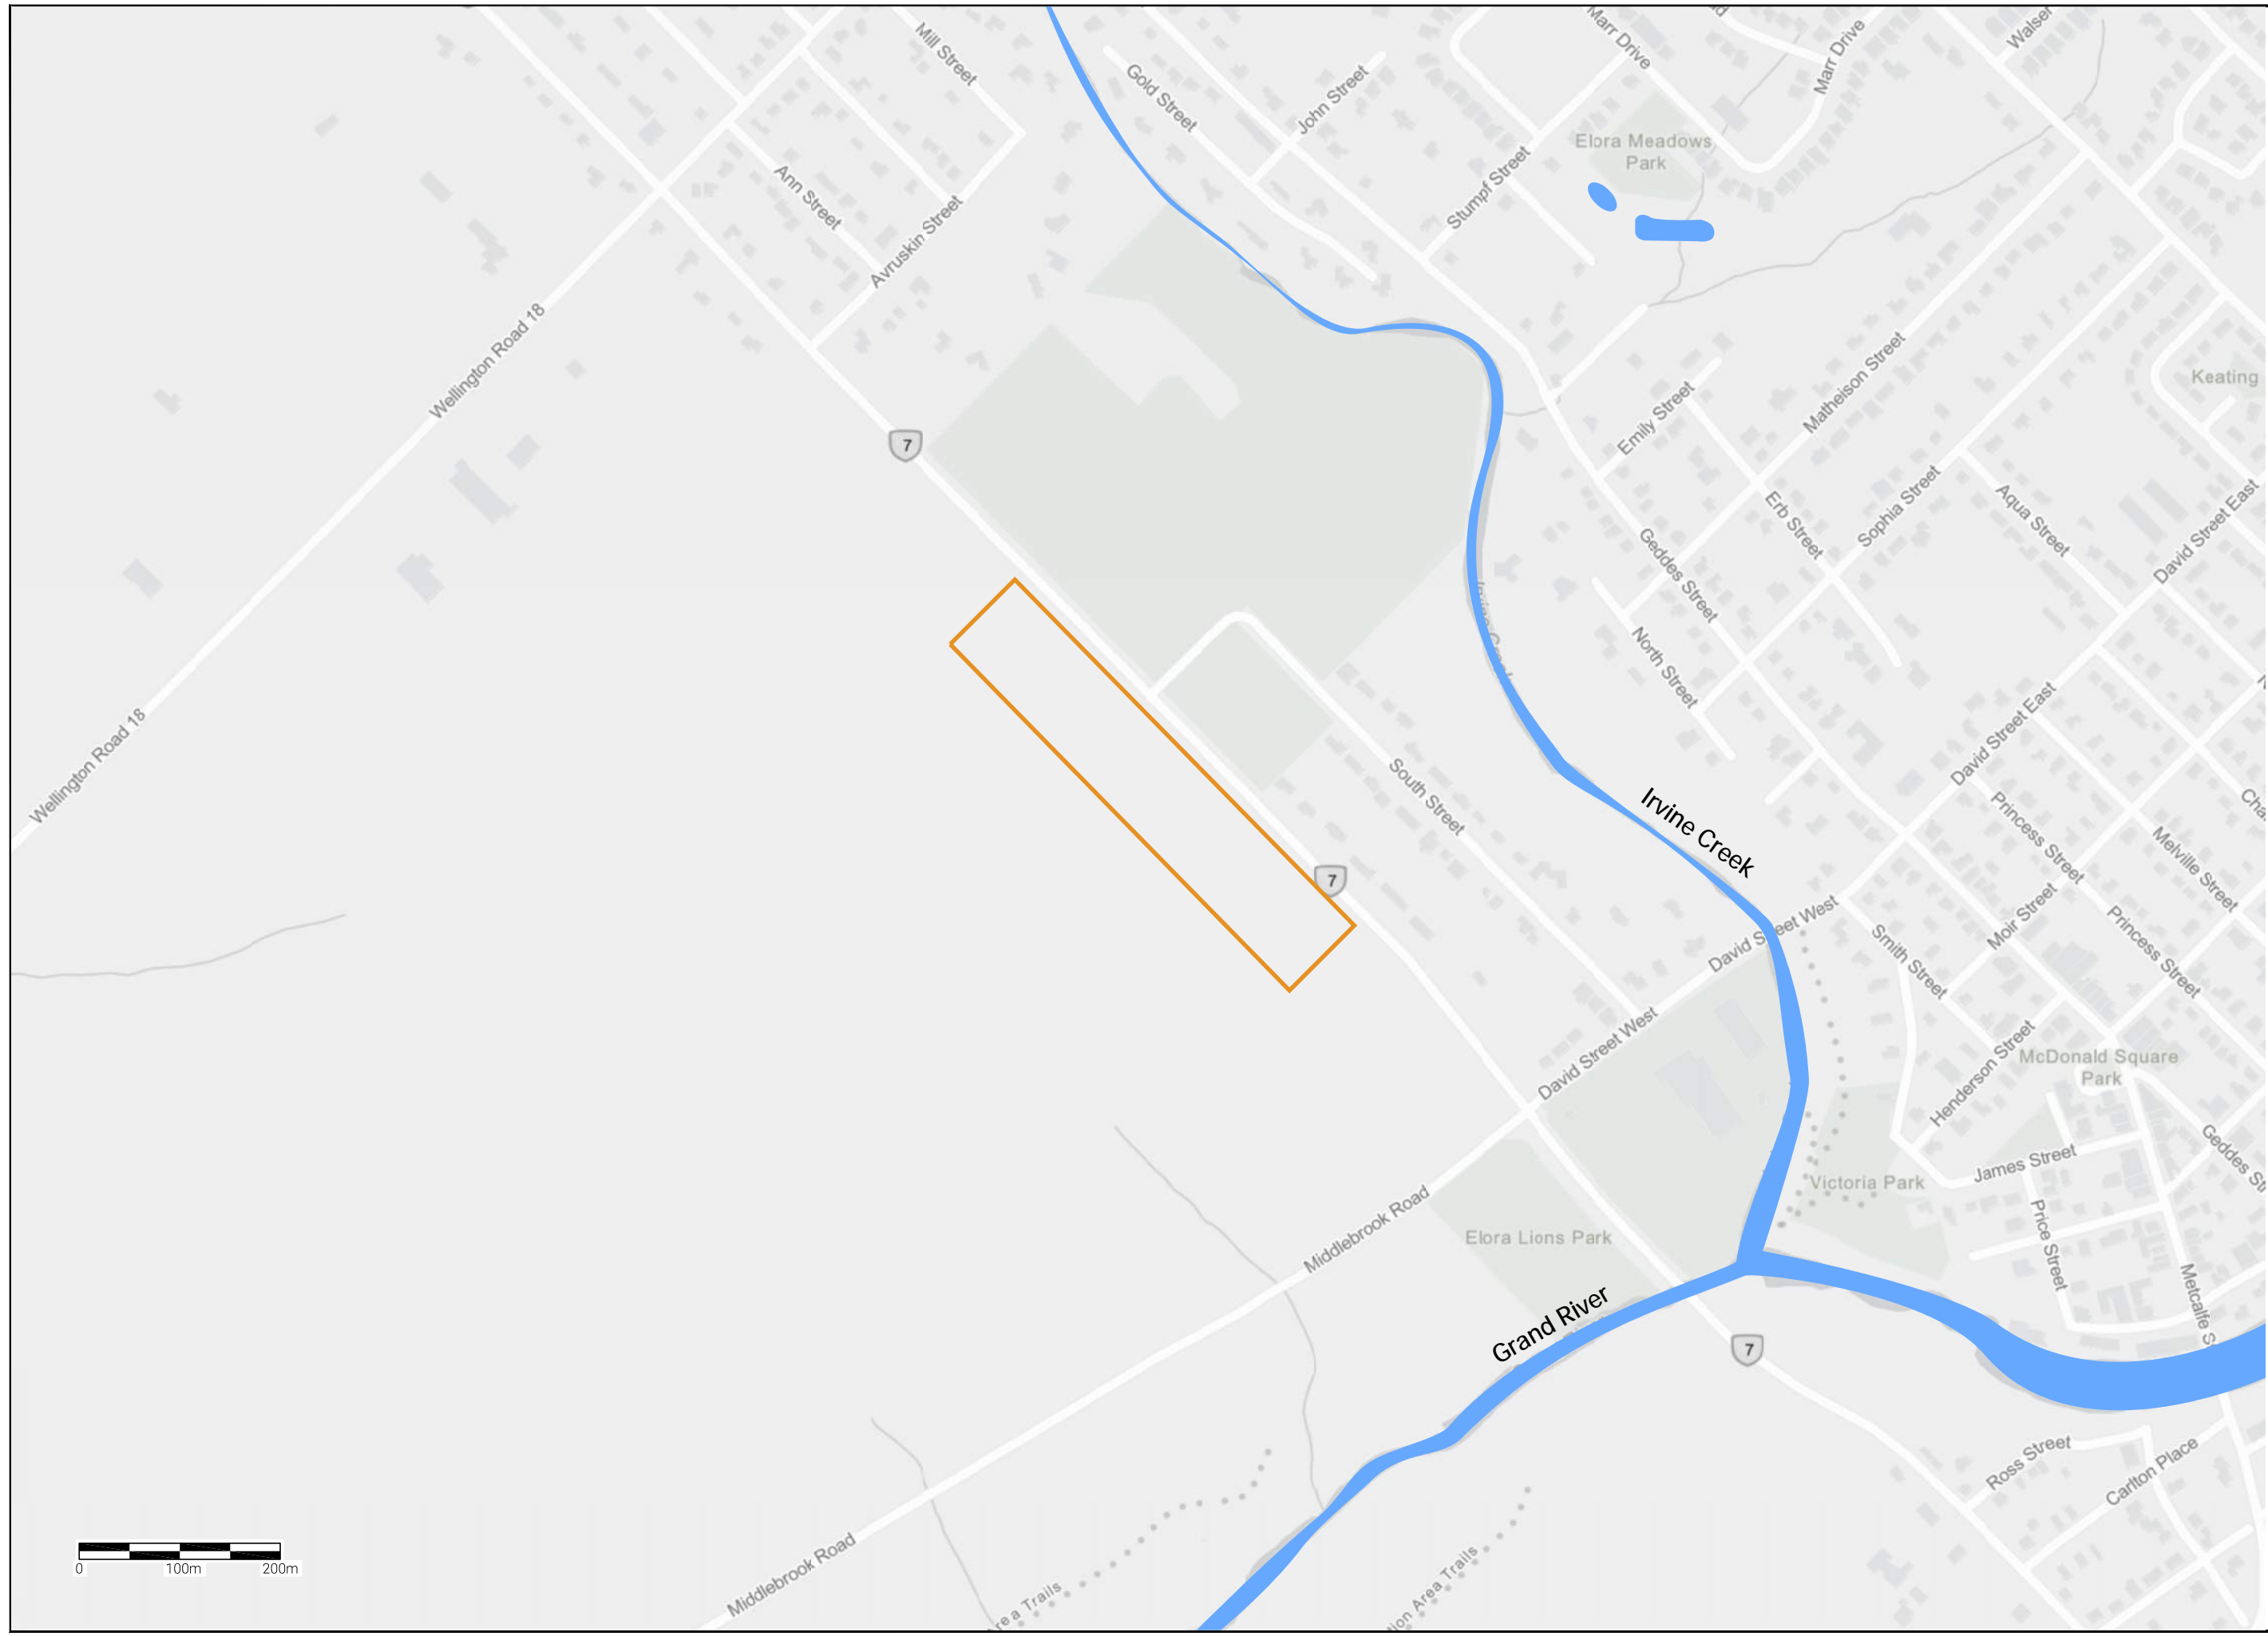 Mill Street
Gold Street
John Street
Marr Drive
Marr Drive
Walser
Elora Meadows
Park
Ann Street
Avruskin Street
Stumpf Street
Wellington Road 18
Matheison Street
Keating
Emily Street
7
Erb Street
Sophia Street
Aqua Street
David Street East
Geddes Street
North Street
Wellington Road 18
David Street East
South Street
Irvine Creek
Princess Street
Melville Street
7
Moir Street
David Street West
Smith Street
Princess Street
David Street West
Henderson Street
McDonald Square
Park
James Street
Geddes St
Victoria Park
Middlebrook Road
Price Street
Elora Lions Park
Metcalfe S
Grand River
7
Ross Street
Carlton Place
Middlebrook Road
rea Trails
tion Area Trails
0 100m 200m